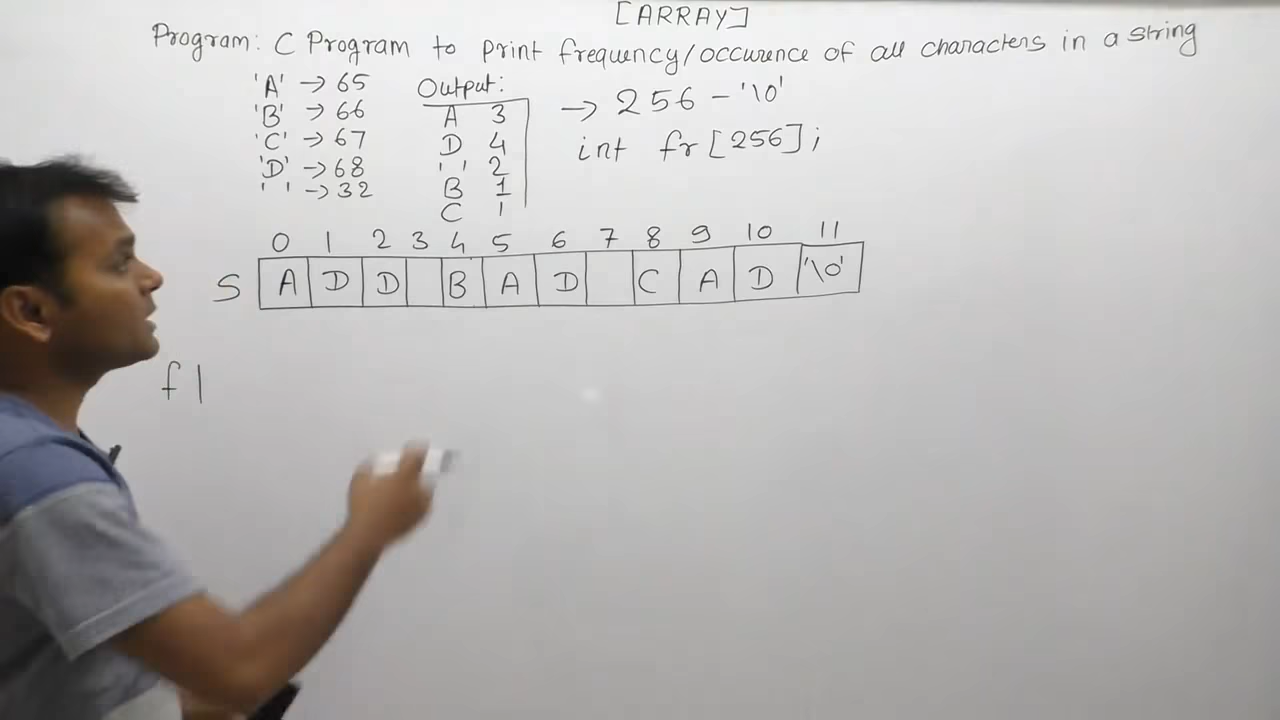 [ARRAY]
Program: C Program to print frequency/occurence of all characters in a string
'A' → 65
'B' → 66
'C' → 67
'D' → 68
' ' → 32
Output:
A 3
D 4
' ' 2
B 1
C 1
→ 256 - '\0'
int fr[256];
0 1 2 3 4 5 6 7 8 9 10 11
S A D D B A D C A D '\0'
f |